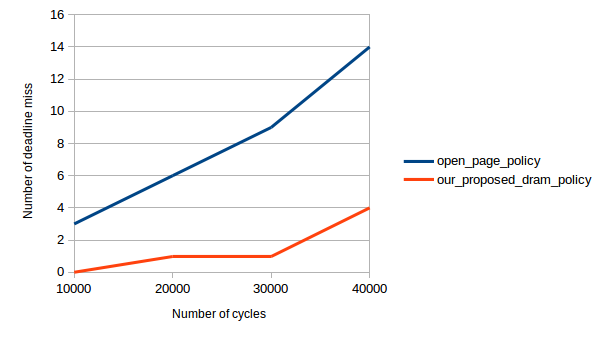 16
14
12
10
8
6
4
2
0
10000 20000 30000 40000
Number of deadline miss
Number of cycles
open_page_policy
our_proposed_dram_policy